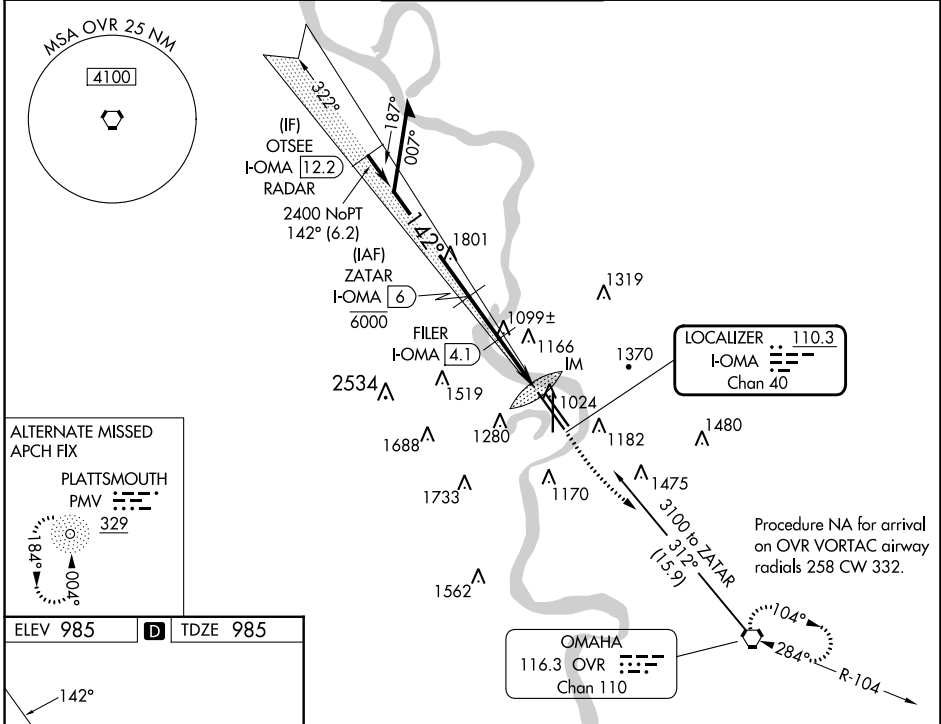 MSA OVR 25 NM
4100
322°
187°
007°
(IF)
OTSEE
I-OMA 12.2
RADAR
2400 NoPT
142° (6.2)
142°
1801
(IAF)
ZATAR
I-OMA 6
6000
1319
FILER
I-OMA 4.1
1099±
1166
IM
1370
LOCALIZER 110.3
I-OMA
Chan 40
2534
1519
1024
1280
1182
1480
1688
1733
1170
1475
ALTERNATE MISSED
APCH FIX
PLATTSMOUTH
PMV
329
184°
004°
3100 to ZATAR
312°
(15.9)
Procedure NA for arrival
on OVR VORTAC airway
radials 258 CW 332.
1562
104°
284°
R-104
OMAHA
116.3 OVR
Chan 110
ELEV 985 D TDZE 985
142°